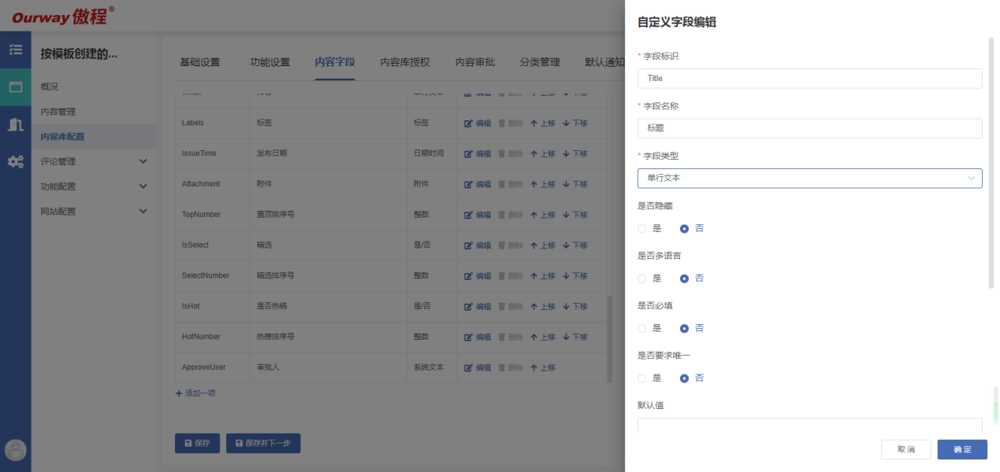 Ourway 傲程®
按模板创建的...
概况
内容管理
内容库配置
评论管理
功能配置
网站配置
基础设置 功能设置 内容字段 内容库授权 内容审批 分类管理 默认通知
Labels 标签 标签 编辑 删除 上移 下移
IssueTime 发布日期 日期时间 编辑 删除 上移 下移
Attachment 附件 附件 编辑 删除 上移 下移
TopNumber 置顶排序号 整数 编辑 删除 上移 下移
IsSelect 精选 是/否 编辑 删除 上移 下移
SelectNumber 精选排序号 整数 编辑 删除 上移 下移
IsHot 是否热稿 是/否 编辑 删除 上移 下移
HotNumber 热榜排序号 整数 编辑 删除 上移 下移
ApproveUser 审批人 系统文本 编辑 删除 上移
+ 添加一项
保存 保存并下一步
自定义字段编辑
* 字段标识
Title
* 字段名称
标题
* 字段类型
单行文本
是否隐藏
是 否
是否多语言
是 否
是否必填
是 否
是否要求唯一
是 否
默认值
取消 确定